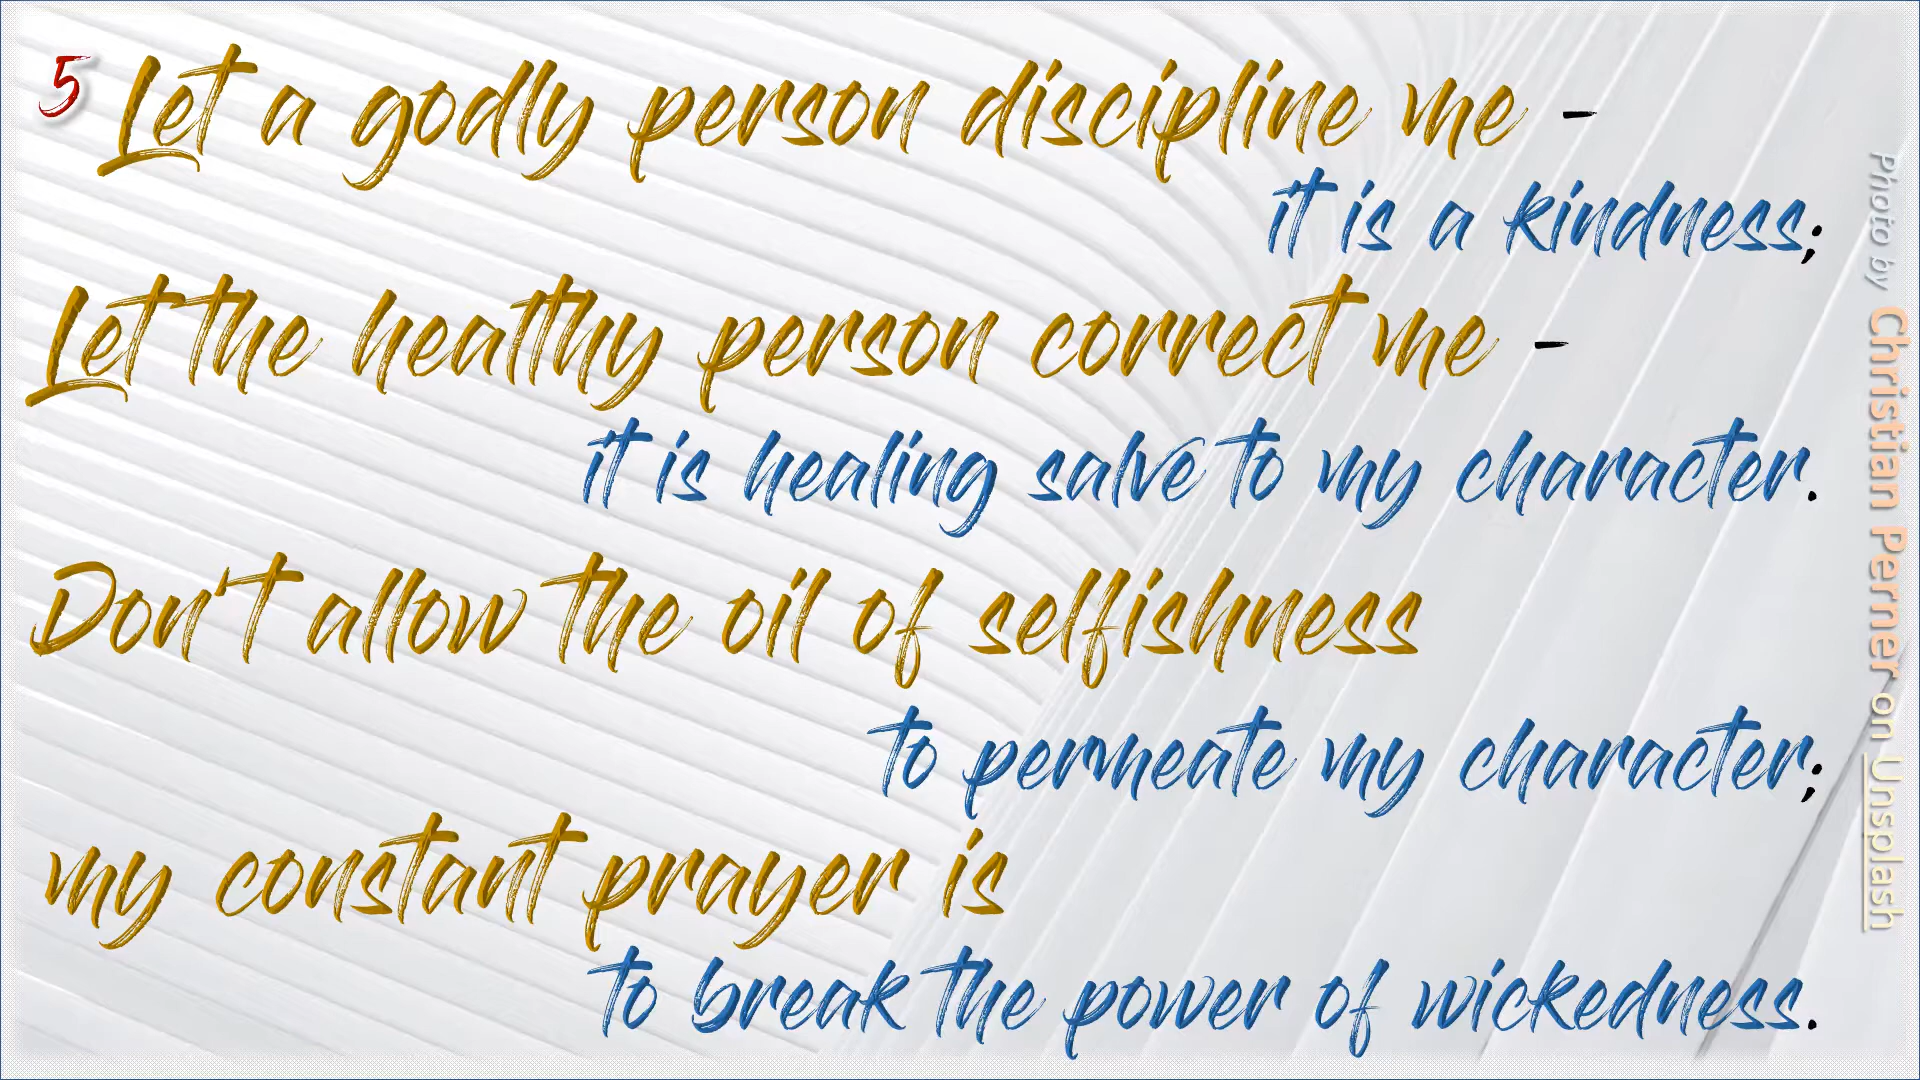 5 Let a godly person discipline me -
it is a kindness;
Let the healthy person correct me -
it is healing salve to my character.
Don't allow the oil of selfishness
to permeate my character;
my constant prayer is
to break the power of wickedness.
Photo by Christian Perner on Unsplash